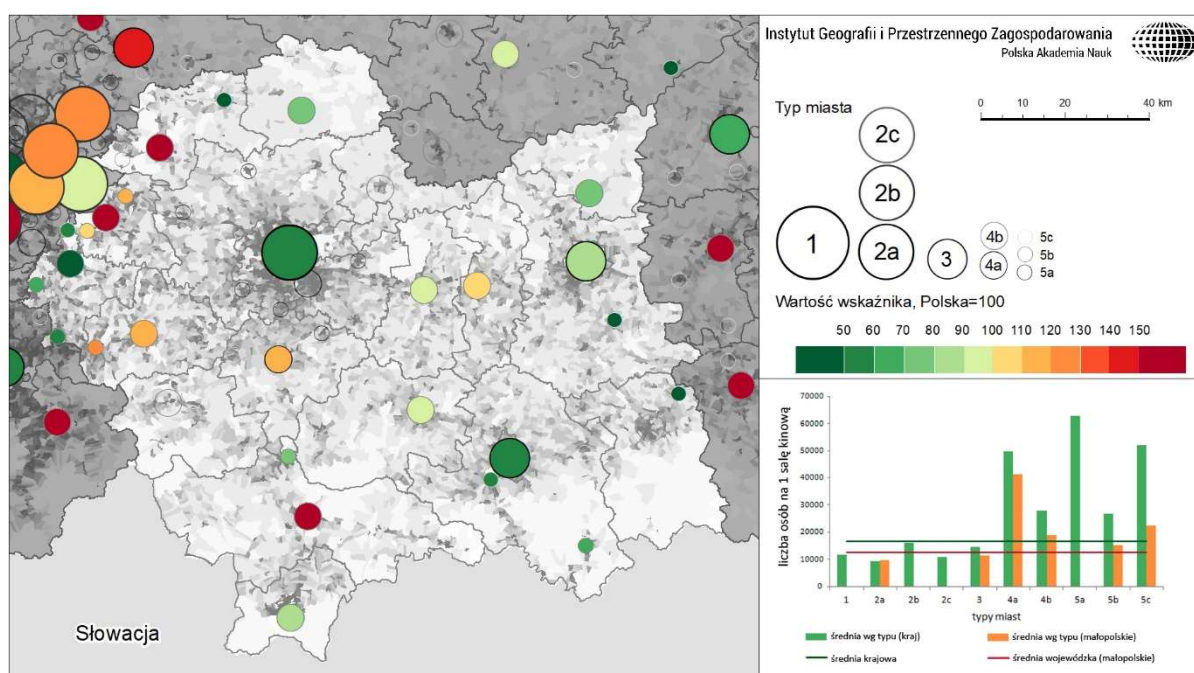 Słowacja
Instytut Geografii i Przestrzennego Zagospodarowania
Polska Akademia Nauk
Typ miasta
0 10 20 40 km
2c
2b
1
2a
3
4b
4a
5c
5b
5a
Wartość wskaźnika, Polska=100
50 60 70 80 90 100 110 120 130 140 150
liczba osób na 1 salę kinową
70000
60000
50000
40000
30000
20000
10000
0
1 2a 2b 2c 3 4a 4b 5a 5b 5c
typy miast
średnia wg typu (kraj)
średnia wg typu (małopolskie)
średnia krajowa
średnia wojewódzka (małopolskie)